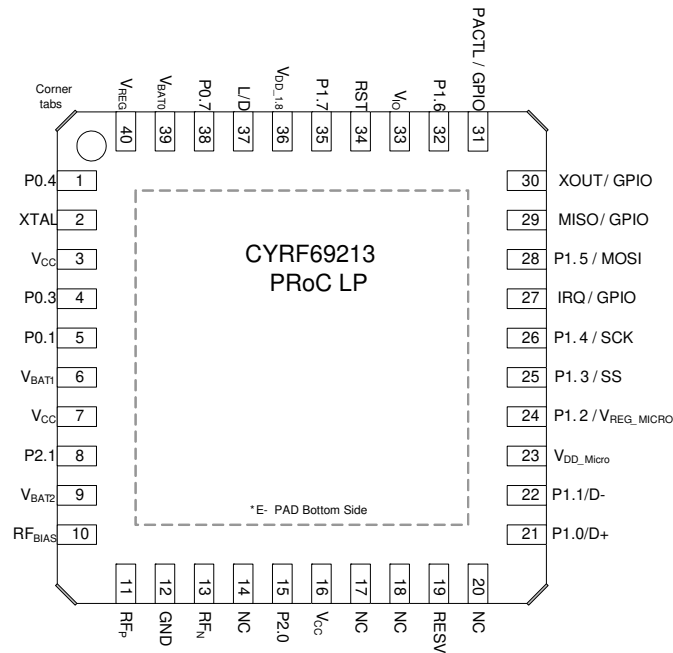 PACTL / GPIO
Corner
tabs
VREG
VBAT0
P0.7
L/D
VDD_1.8
P1.7
RST
VIO
P1.6
40
39
38
37
36
35
34
33
32
31
P0.4 1
XTAL 2
VCC 3
P0.3 4
P0.1 5
VBAT1 6
VCC 7
P2.1 8
VBAT2 9
RFBIAS 10
CYRF69213
PRoC LP
*E- PAD Bottom Side
30 XOUT/ GPIO
29 MISO/ GPIO
28 P1.5 / MOSI
27 IRQ/ GPIO
26 P1.4 / SCK
25 P1.3 / SS
24 P1.2 / VREG_MICRO
23 VDD_Micro
22 P1.1/D-
21 P1.0/D+
11
12
13
14
15
16
17
18
19
20
RFP
GND
RFN
NC
P2.0
VCC
NC
NC
RESV
NC